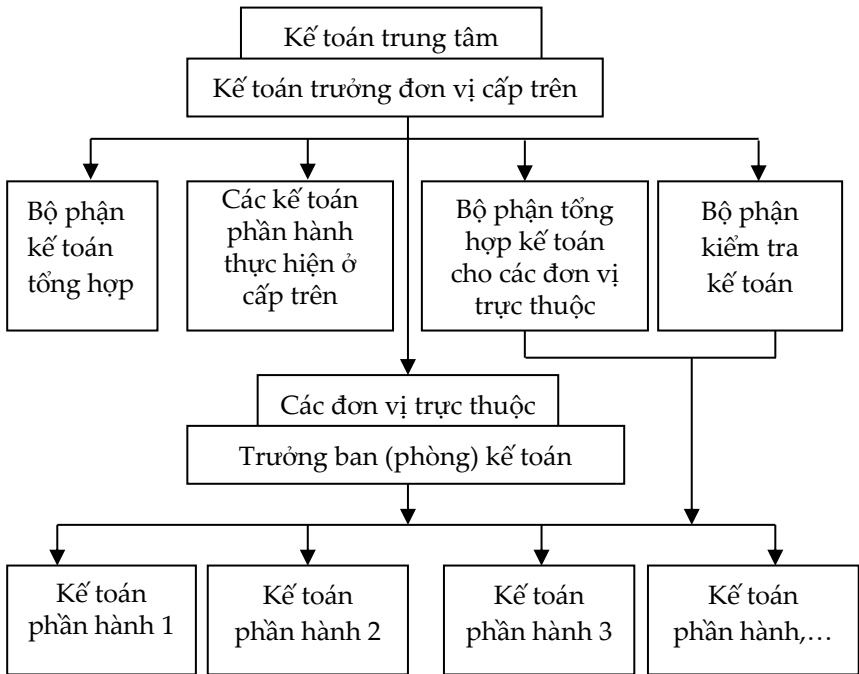 Kế toán trung tâm
Kế toán trưởng đơn vị cấp trên
Bộ phận
kế toán
tổng hợp
Các kế toán
phần hành
thực hiện ở
cấp trên
Bộ phận tổng
hợp kế toán
cho các đơn vị
trực thuộc
Bộ phận
kiểm tra
kế toán
Các đơn vị trực thuộc
Trưởng ban (phòng) kế toán
Kế toán
phần hành 1
Kế toán
phần hành 2
Kế toán
phần hành 3
Kế toán
phần hành,…